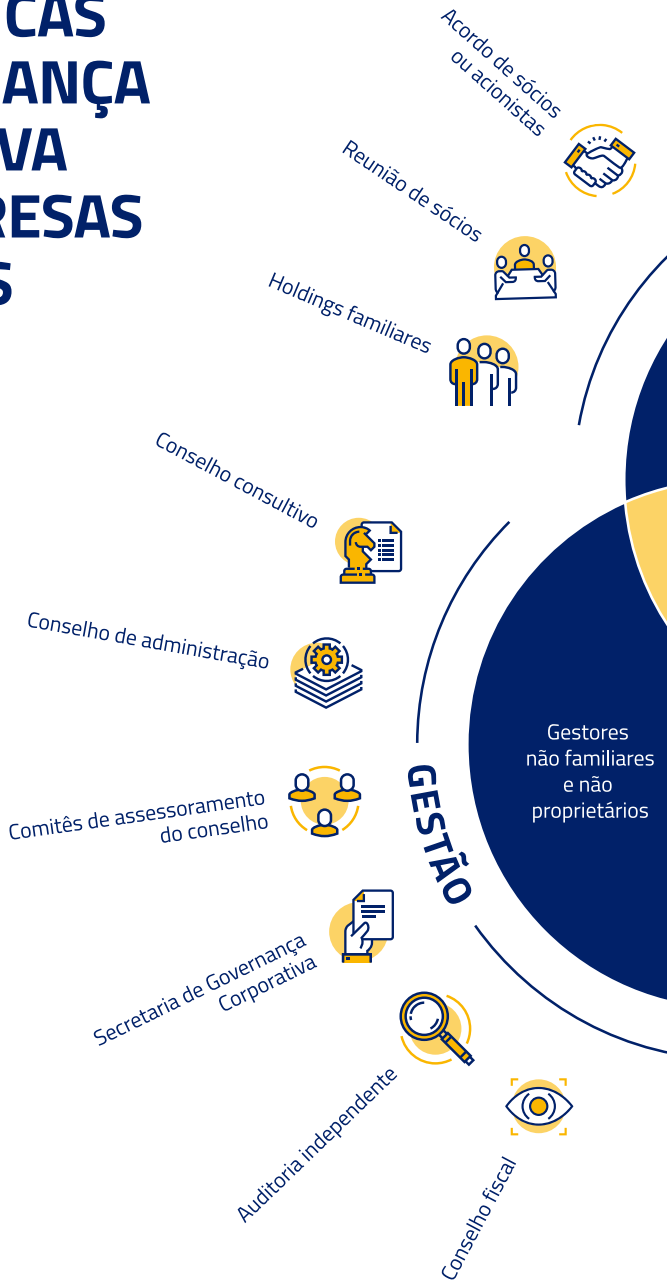 CAS
ANÇA
VA
RESAS
S
Acordo de sócios
ou acionistas
Reunião de sócios
Holdings familiares
Conselho consultivo
Conselho de administração
Comitês de assessoramento
do conselho
Secretaria de Governança
Corporativa
Auditoria independente
Conselho fiscal
GESTÃO
Gestores
não familiares
e não
proprietários